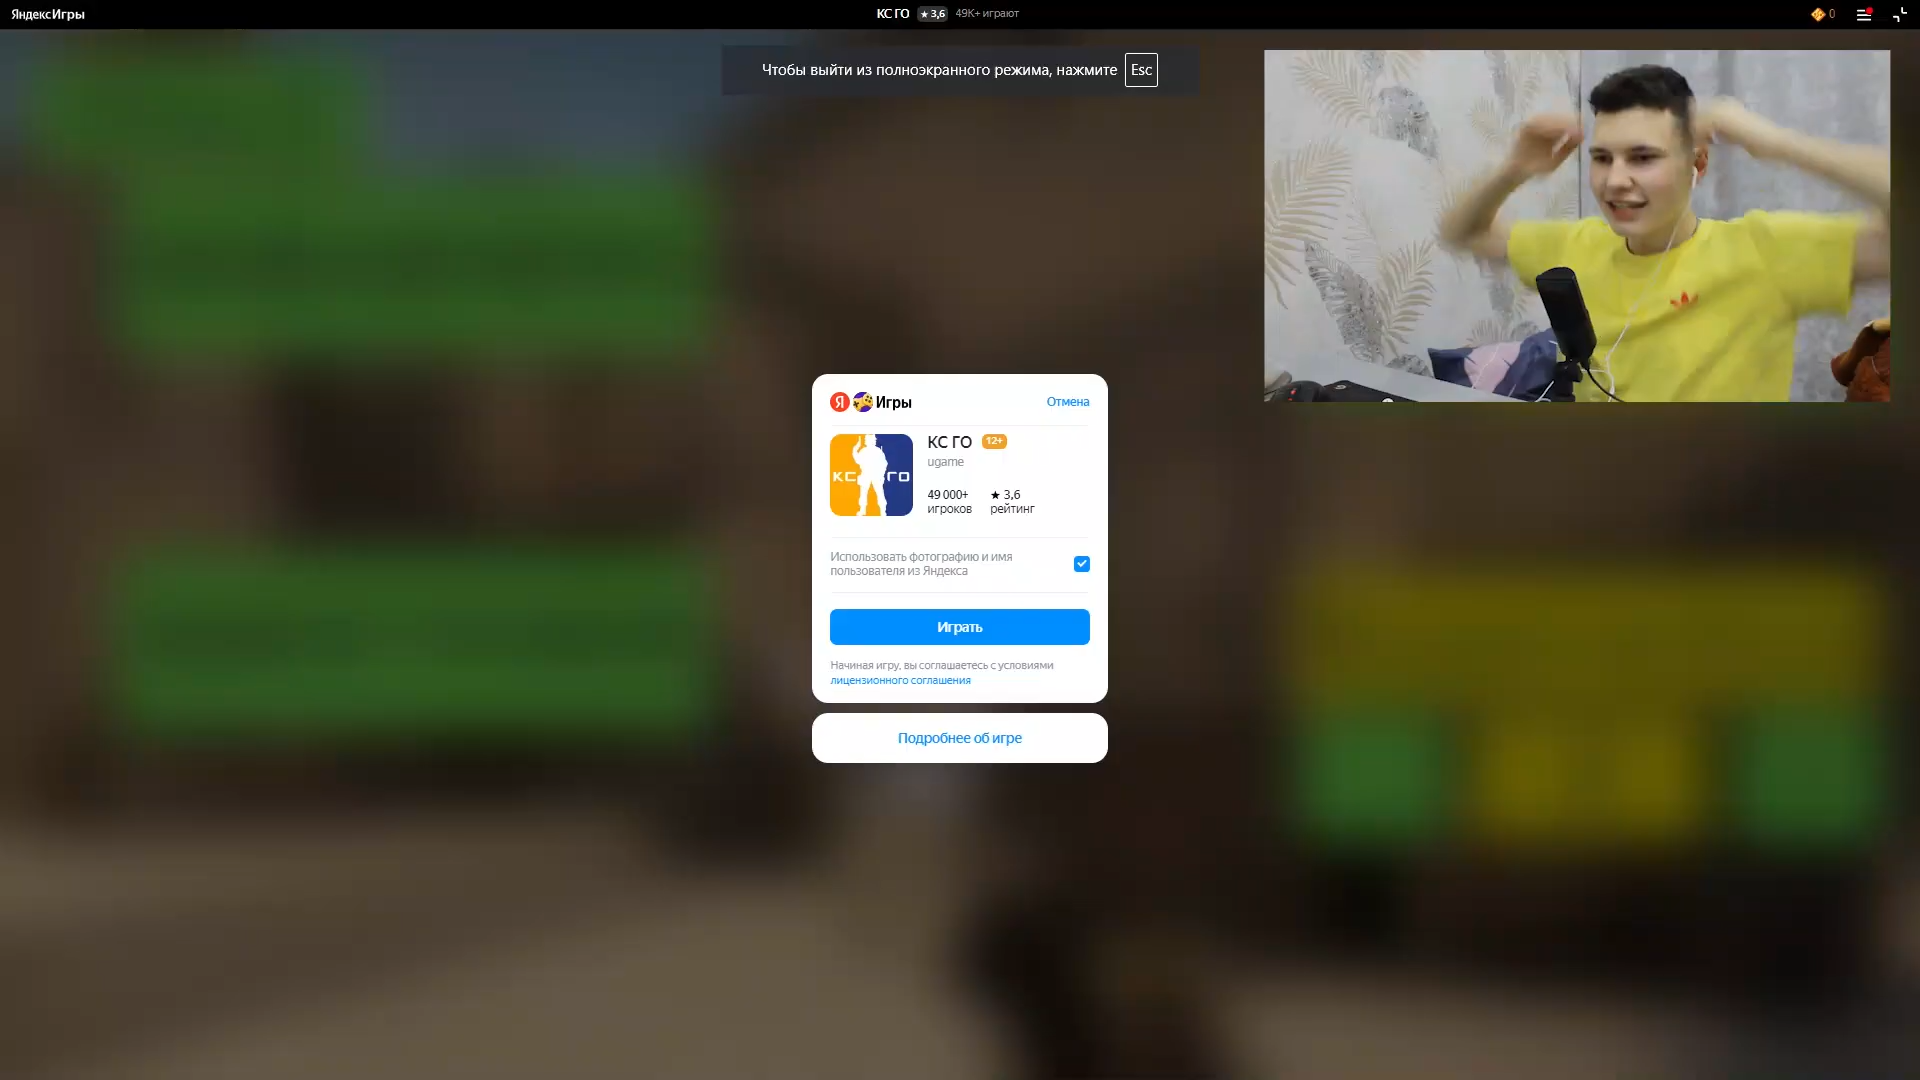 ЯндексИгры
КС ГО ★ 3,6 49K+ играют
0
Чтобы выйти из полноэкранного режима, нажмите Esc
Я Игры
Отмена
КС ГО 12+
ugame
КС ГО
49 000+ игроков
★ 3,6 рейтинг
Использовать фотографию и имя
пользователя из Яндекса
Играть
Начиная игру, вы соглашаетесь с условиями
лицензионного соглашения
Подробнее об игре